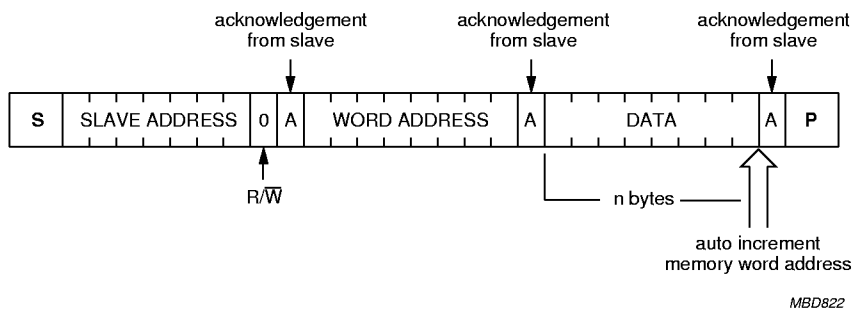 acknowledgement acknowledgement acknowledgement
from slave from slave from slave
S SLAVE ADDRESS 0 A WORD ADDRESS A DATA A P
R/W̅
n bytes
auto increment
memory word address
MBD822